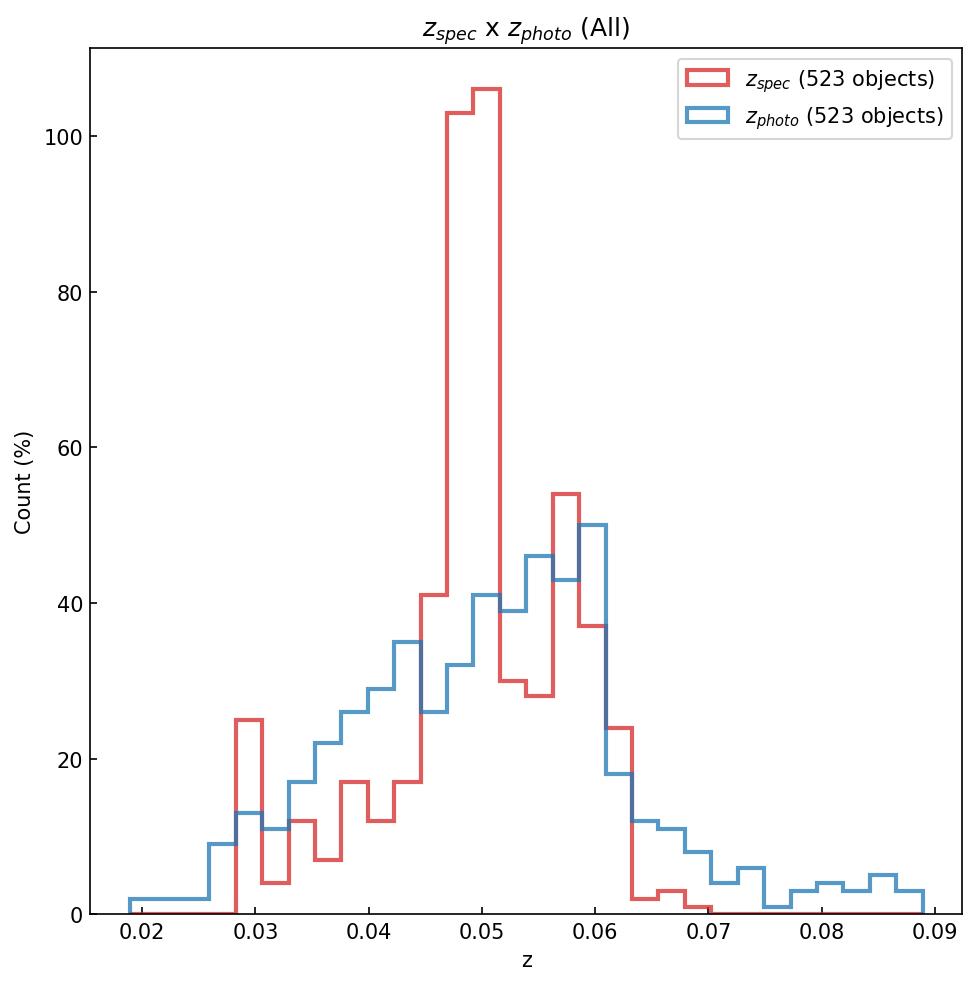 z_spec x z_photo (All)
z_spec (523 objects)
z_photo (523 objects)
Count (%)
100
80
60
40
20
0
0.02 0.03 0.04 0.05 0.06 0.07 0.08 0.09
z